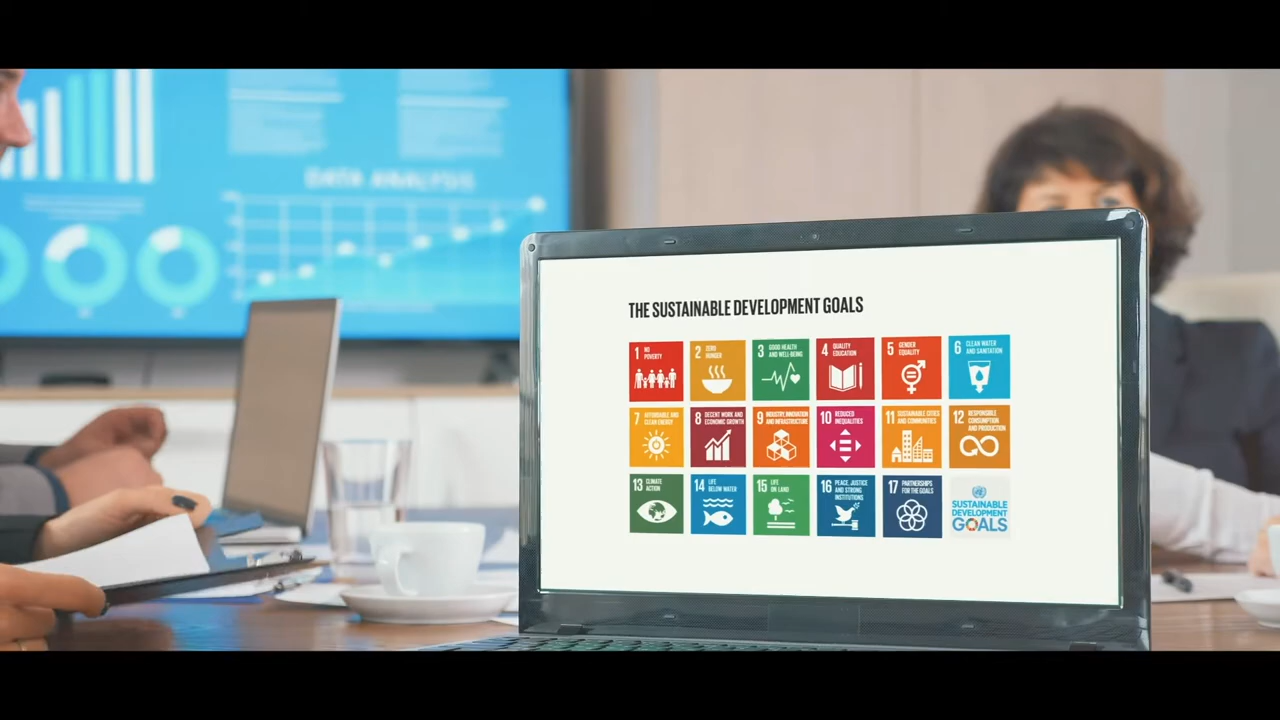 DATA ANALYSIS
THE SUSTAINABLE DEVELOPMENT GOALS
1 NO
POVERTY
2 ZERO
HUNGER
3 GOOD HEALTH
AND WELL-BEING
4 QUALITY
EDUCATION
5 GENDER
EQUALITY
6 CLEAN WATER
AND SANITATION
7 AFFORDABLE AND
CLEAN ENERGY
8 DECENT WORK AND
ECONOMIC GROWTH
9 INDUSTRY, INNOVATION
AND INFRASTRUCTURE
10 REDUCED
INEQUALITIES
11 SUSTAINABLE CITIES
AND COMMUNITIES
12 RESPONSIBLE
CONSUMPTION
AND PRODUCTION
13 CLIMATE
ACTION
14 LIFE
BELOW WATER
15 LIFE
ON LAND
16 PEACE, JUSTICE
AND STRONG
INSTITUTIONS
17 PARTNERSHIPS
FOR THE GOALS
SUSTAINABLE
DEVELOPMENT
GOALS